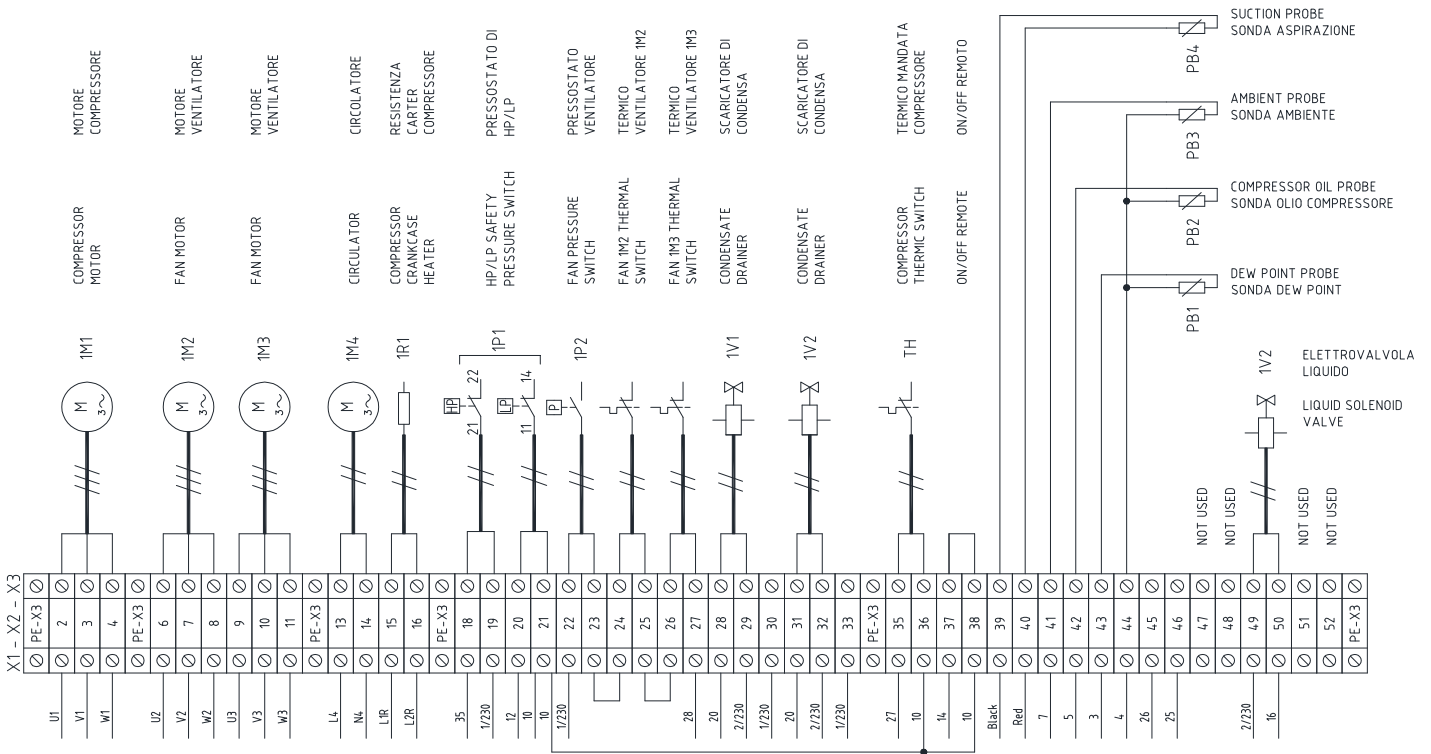 MOTORE
COMPRESSORE
MOTORE
VENTILATORE
MOTORE
VENTILATORE
CIRCOLATORE
RESISTENZA
CARTER
COMPRESSORE
PRESSOSTATO DI
HP/LP
PRESSOSTATO
VENTILATORE
TERMICO
VENTILATORE 1M2
TERMICO
VENTILATORE 1M3
SCARICATORE DI
CONDENSA
SCARICATORE DI
CONDENSA
TERMICO MANDATA
COMPRESSORE
ON/OFF REMOTO
COMPRESSOR
MOTOR
FAN MOTOR
FAN MOTOR
CIRCULATOR
COMPRESSOR
CRANKCASE
HEATER
HP/LP SAFETY
PRESSURE SWITCH
FAN PRESSURE
SWITCH
FAN 1M2 THERMAL
SWITCH
FAN 1M3 THERMAL
SWITCH
CONDENSATE
DRAINER
CONDENSATE
DRAINER
COMPRESSOR
THERMIC SWITCH
ON/OFF REMOTE
SUCTION PROBE
SONDA ASPIRAZIONE
PB4
AMBIENT PROBE
SONDA AMBIENTE
PB3
COMPRESSOR OIL PROBE
SONDA OLIO COMPRESSORE
PB2
DEW POINT PROBE
SONDA DEW POINT
PB1
1M1
1M2
1M3
1M4
1R1
1P1
1P2
1V1
1V2
TH
1V2
ELETTROVALVOLA
LIQUIDO
LIQUID SOLENOID
VALVE
M
3~
M
3~
M
3~
M
3~
HP
22
21
LP
14
11
P
NOT USED
NOT USED
NOT USED
NOT USED
X1 - X2 - X3
PE-X3
2
3
4
PE-X3
6
7
8
9
10
11
PE-X3
13
14
15
16
PE-X3
18
19
20
21
22
23
24
25
26
27
28
29
30
31
32
33
PE-X3
35
36
37
38
39
40
41
42
43
44
45
46
47
48
49
50
51
52
PE-X3
U1
V1
W1
U2
V2
W2
U3
V3
W3
L4
N4
L1R
L2R
35
1/230
12
10
10
1/230
28
20
2/230
1/230
20
2/230
1/230
27
10
14
10
Black
Red
7
5
3
4
26
25
2/230
16